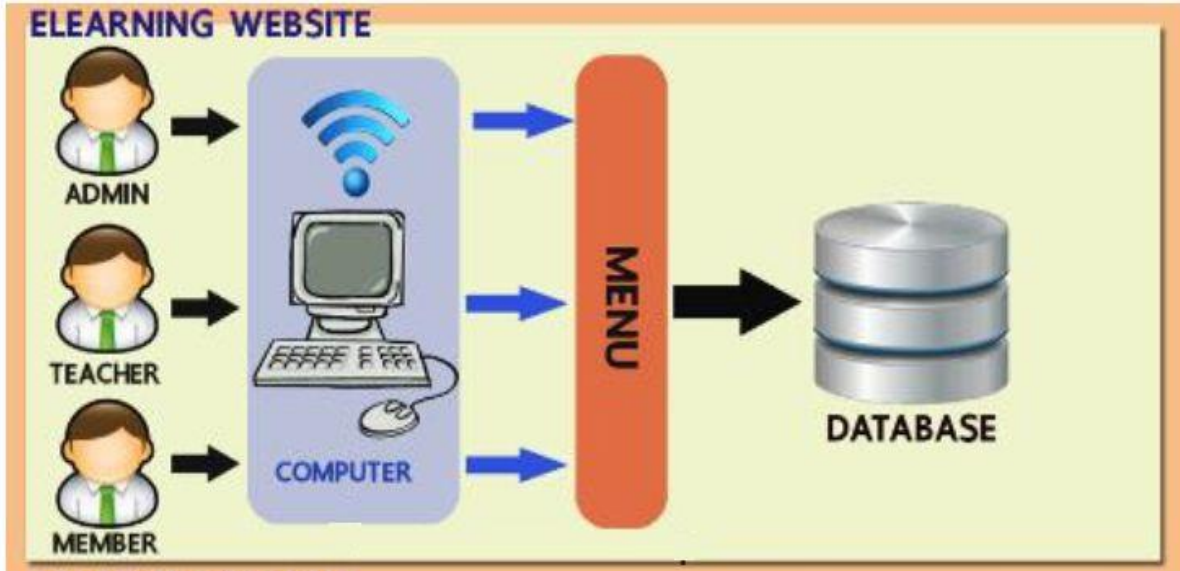 ELEARNING WEBSITE
ADMIN
TEACHER
MEMBER
COMPUTER
MENU
DATABASE